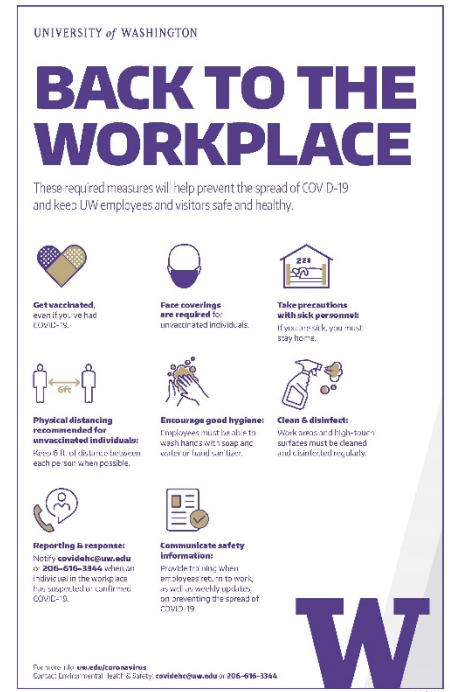 UNIVERSITY of WASHINGTON
BACK TO THE
WORKPLACE
These required measures will help prevent the spread of COVID-19
and keep UW employees and visitors safe and healthy.
Get vaccinated,
even if you've had
COVID-19.
Face coverings
are required for
unvaccinated individuals.
Take precautions
with sick personnel:
If you are sick, you must
stay home.
6ft
Physical distancing
recommended for
unvaccinated individuals:
Keep 6 ft. of distance between
each person when possible.
Encourage good hygiene:
Employees must be able to
wash hands with soap and
water or hand sanitizer.
Clean & disinfect:
Work areas and high-touch
surfaces must be cleaned
and disinfected regularly.
Reporting & response:
Notify covidehc@uw.edu
or 206-616-3344 when an
individual in the workplace
has suspected or confirmed
COVID-19.
Communicate safety
information:
Provide training when
employees return to work,
as well as weekly updates,
on preventing the spread of
COVID-19.
W
For more info: uw.edu/coronavirus
Contact Environmental Health & Safety: covidehc@uw.edu or 206-616-3344